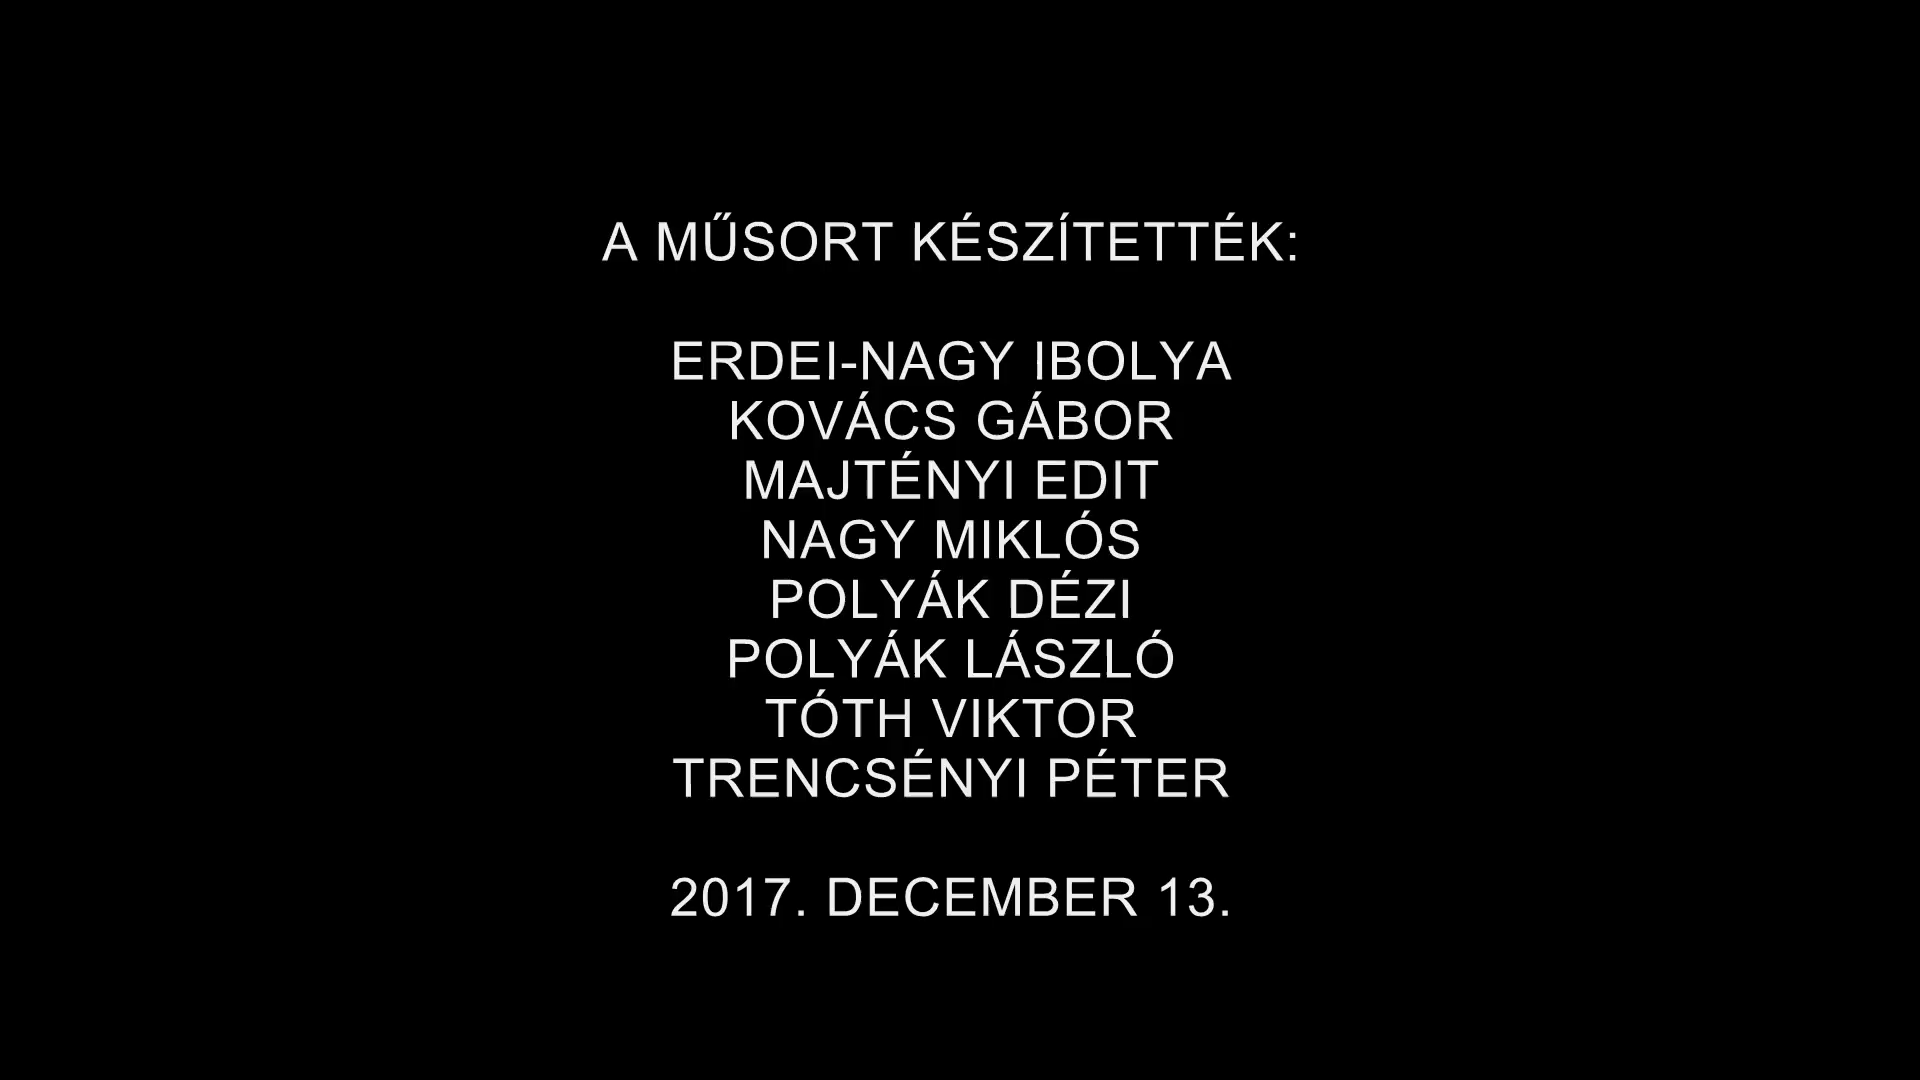 A MŰSORT KÉSZÍTETTÉK:
ERDEI-NAGY IBOLYA
KOVÁCS GÁBOR
MAJTÉNYI EDIT
NAGY MIKLÓS
POLYÁK DÉZI
POLYÁK LÁSZLÓ
TÓTH VIKTOR
TRENCSÉNYI PÉTER
2017. DECEMBER 13.